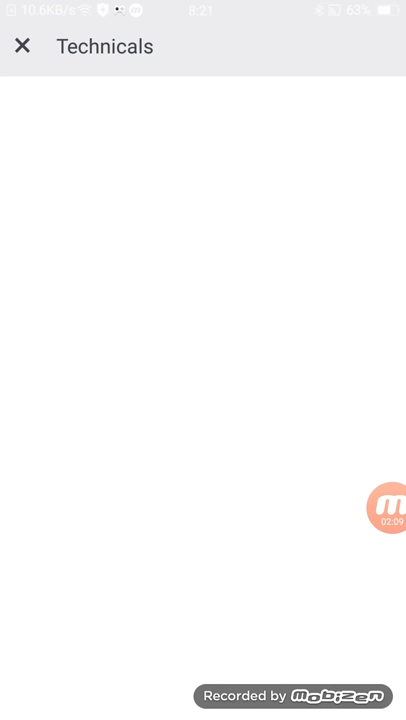 10.6KB/s 8:21 63%
Technicals
m
02:09
Recorded by mobizen